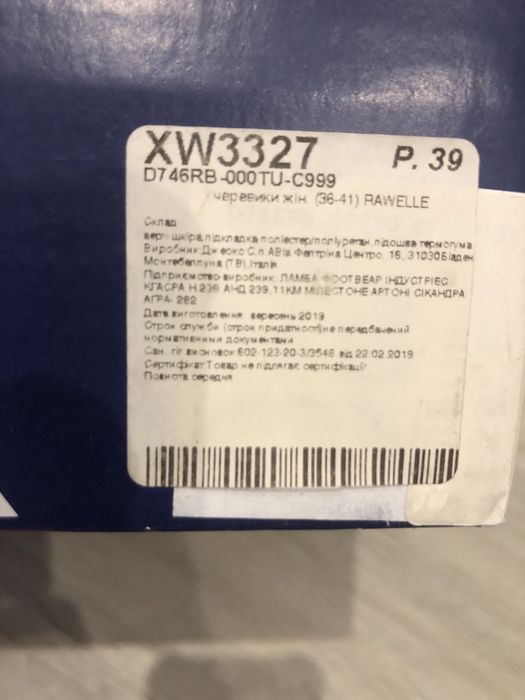 XW3327 Р. 39
D746RB-000TU-C999
черевики жін. (36-41) RAWELLE
Склад
верх:шкіра,підкладка:поліестер/поліуретан,підошва:термогума
Виробник:Джеокс С.п.АВіа Фелтріна Центро, 16, 31030Біаден
Монтебеллуна (ТВ),Італія
Підприємство-виробник: ЛАМБА ФООТВЕАР ІНДУСТРІЕС
КГАСРА Н.238 АНД 239,11КМ МІЛЕСТОНЕ АРТОНІ СІКАНДРА
АГРА- 282
Дата виготовлення: вересень 2019
Строк служби (строк придатності)не передбачений
нормативними документами
Сан. гіг висновок:602-123-20-3/3548 від 22.02.2019
Сертифікат:Товар не підлягає сертифікації
Повнота середня